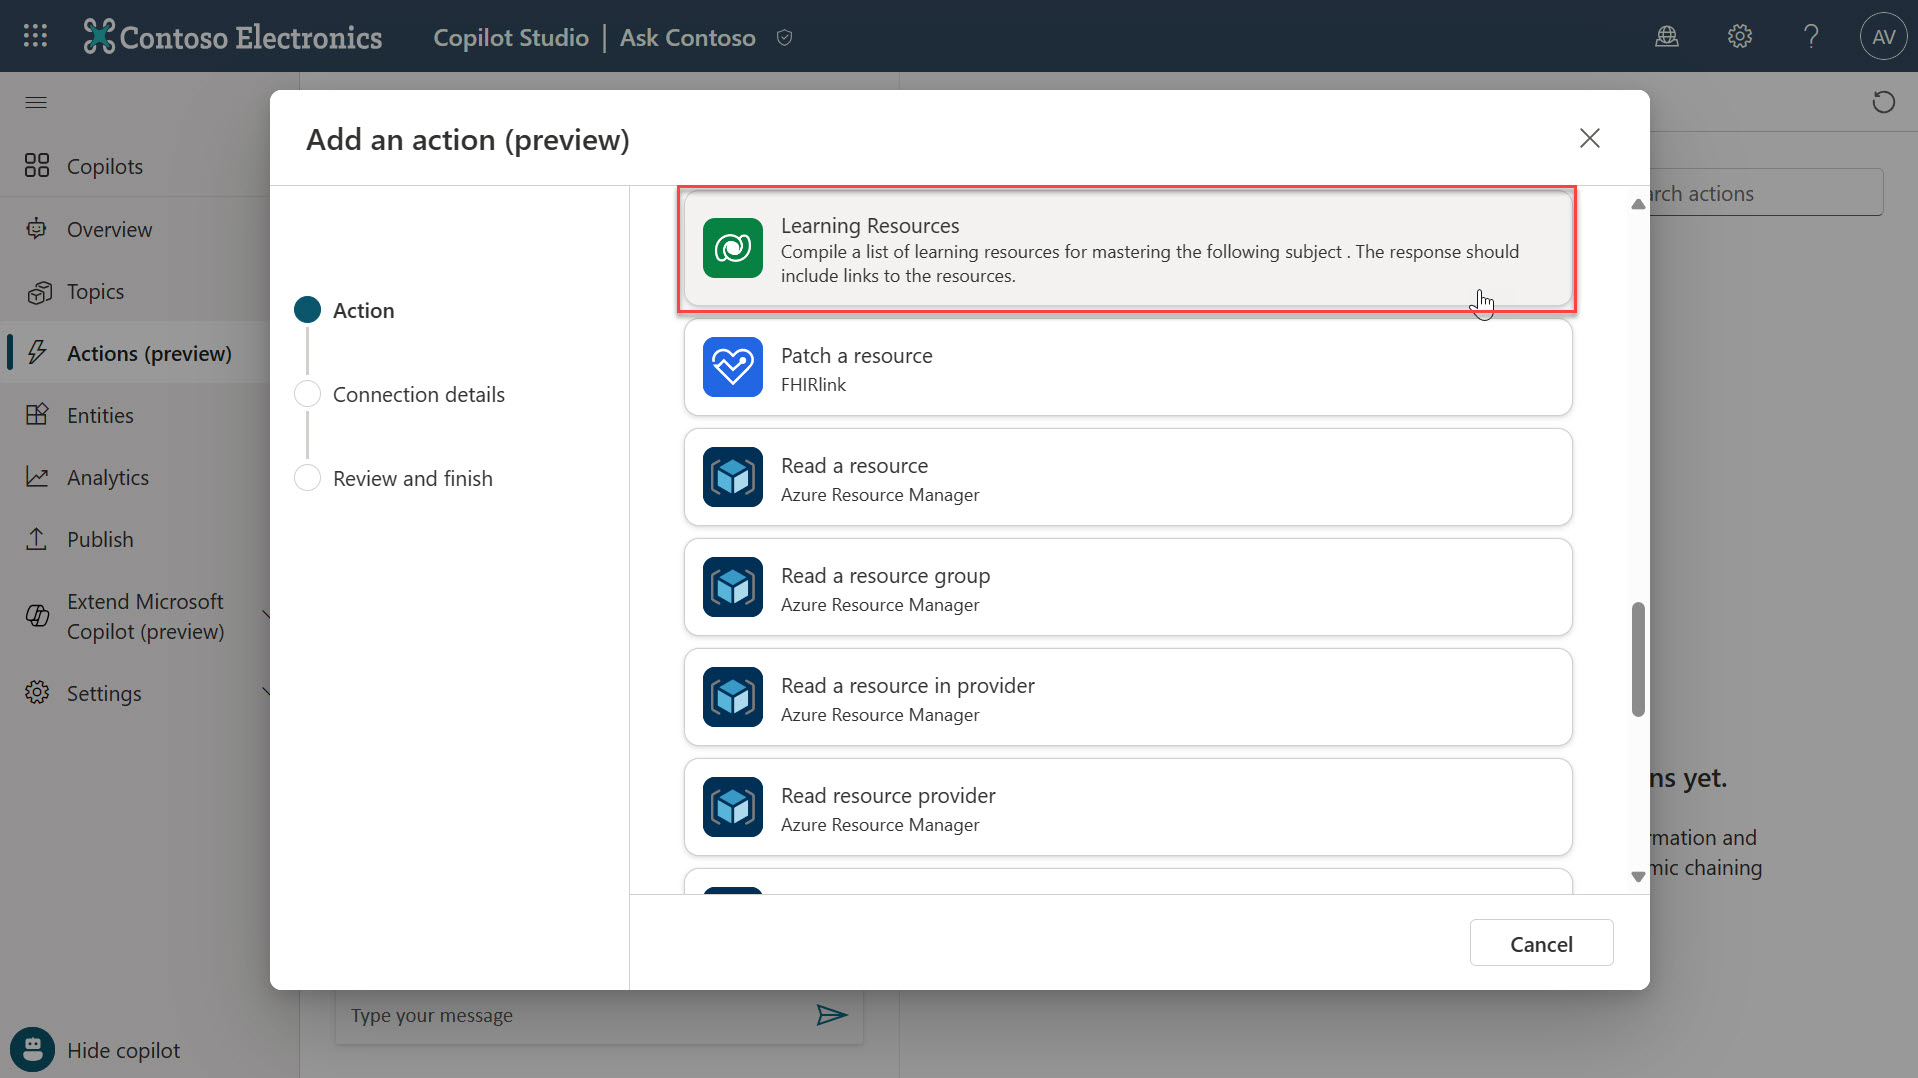 Contoso Electronics
Copilot Studio | Ask Contoso
AV
Add an action (preview)
Copilots
Overview
Topics
Actions (preview)
Entities
Analytics
Publish
Extend Microsoft
Copilot (preview)
Settings
Hide copilot
Action
Connection details
Review and finish
Learning Resources
Compile a list of learning resources for mastering the following subject . The response should
include links to the resources.
Patch a resource
FHIRlink
Read a resource
Azure Resource Manager
Read a resource group
Azure Resource Manager
Read a resource in provider
Azure Resource Manager
Read resource provider
Azure Resource Manager
Cancel
Type your message
actions
yet.
and
chaining